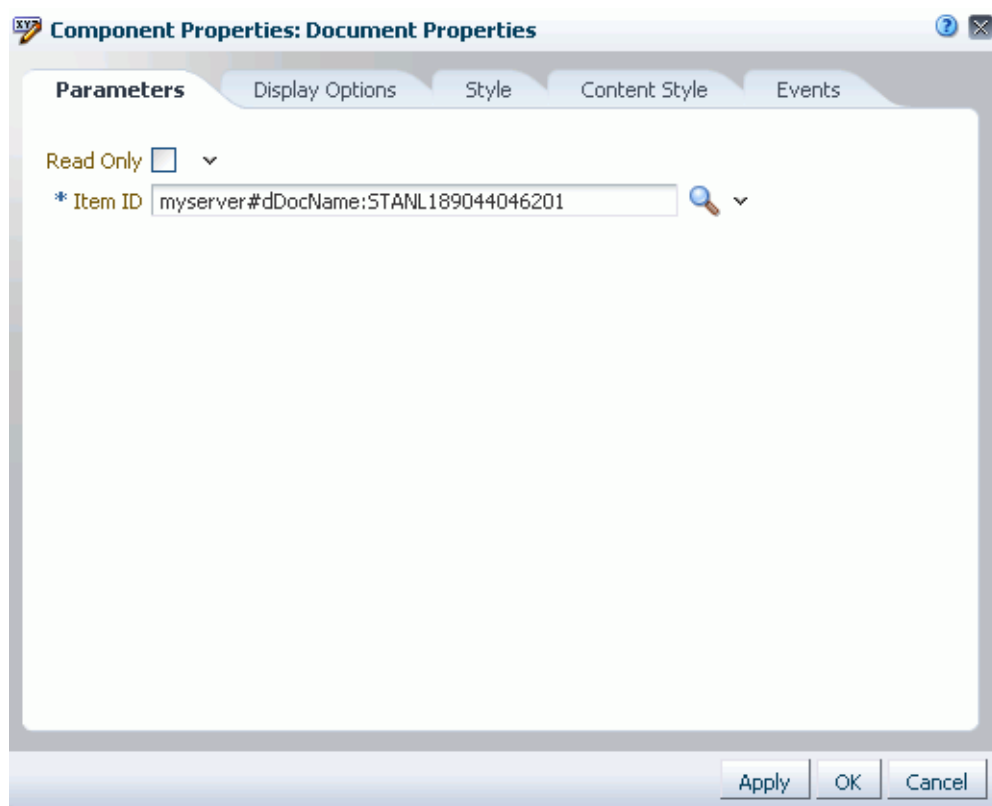 Component Properties: Document Properties
Parameters Display Options Style Content Style Events
Read Only
* Item ID myserver#dDocName:STANL189044046201
Apply OK Cancel